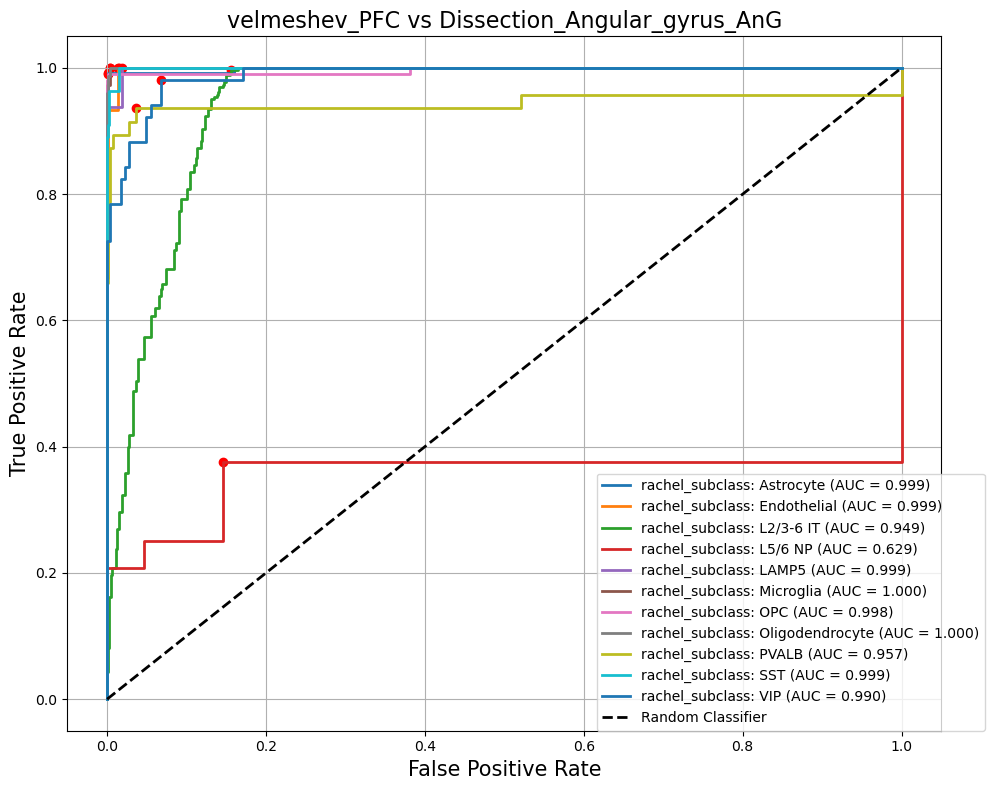 velmeshev_PFC vs Dissection_Angular_gyrus_AnG
True Positive Rate
1.0
0.8
0.6
0.4
0.2
0.0
rachel_subclass: Astrocyte (AUC = 0.999)
rachel_subclass: Endothelial (AUC = 0.999)
rachel_subclass: L2/3-6 IT (AUC = 0.949)
rachel_subclass: L5/6 NP (AUC = 0.629)
rachel_subclass: LAMP5 (AUC = 0.999)
rachel_subclass: Microglia (AUC = 1.000)
rachel_subclass: OPC (AUC = 0.998)
rachel_subclass: Oligodendrocyte (AUC = 1.000)
rachel_subclass: PVALB (AUC = 0.957)
rachel_subclass: SST (AUC = 0.999)
rachel_subclass: VIP (AUC = 0.990)
Random Classifier
0.0 0.2 0.4 0.6 0.8 1.0
False Positive Rate